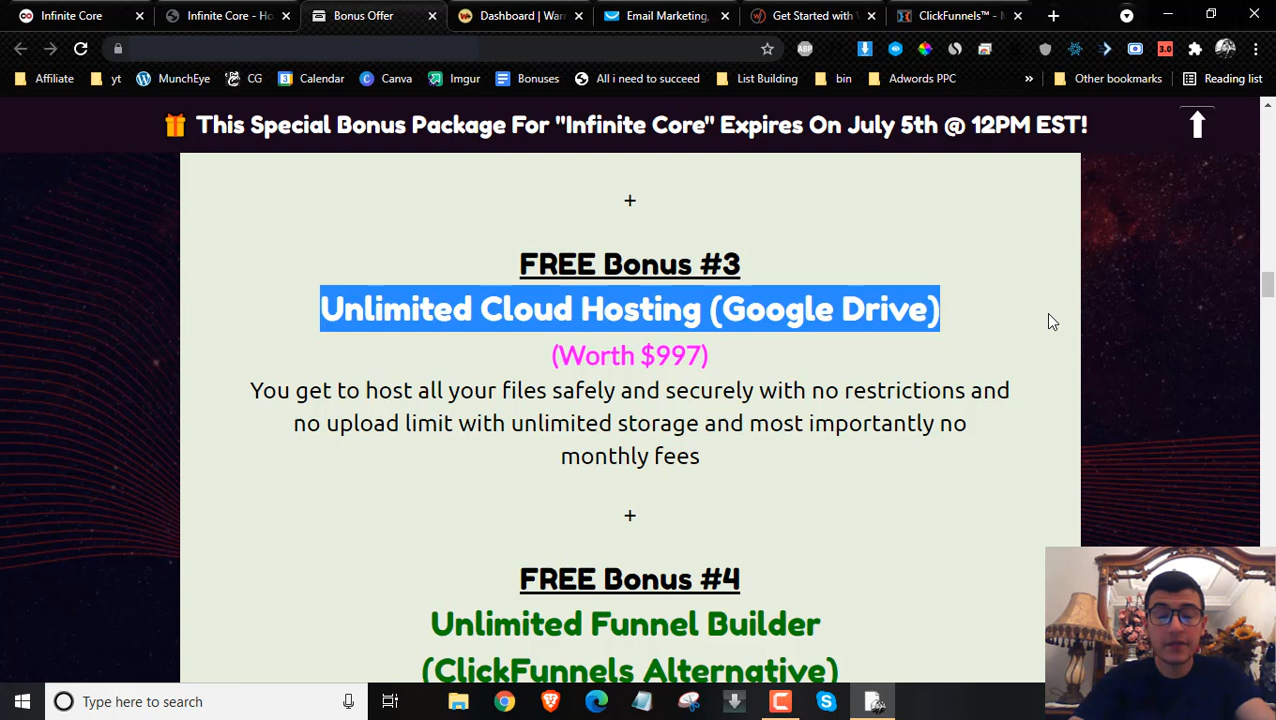 Infinite Core
Infinite Core - Ho
Bonus Offer
Dashboard | Warr
Email Marketing,
Get Started with
ClickFunnels™ -
ABP
3.0
Affiliate
yt
MunchEye
CG
Calendar
Canva
Imgur
Bonuses
All i need to succeed
List Building
bin
Adwords PPC
»
Other bookmarks
Reading list
This Special Bonus Package For "Infinite Core" Expires On July 5th @ 12PM EST!
+
FREE Bonus #3
Unlimited Cloud Hosting (Google Drive)
(Worth $997)
You get to host all your files safely and securely with no restrictions and
no upload limit with unlimited storage and most importantly no
monthly fees
+
FREE Bonus #4
Unlimited Funnel Builder
(ClickFunnels Alternative)
Type here to search